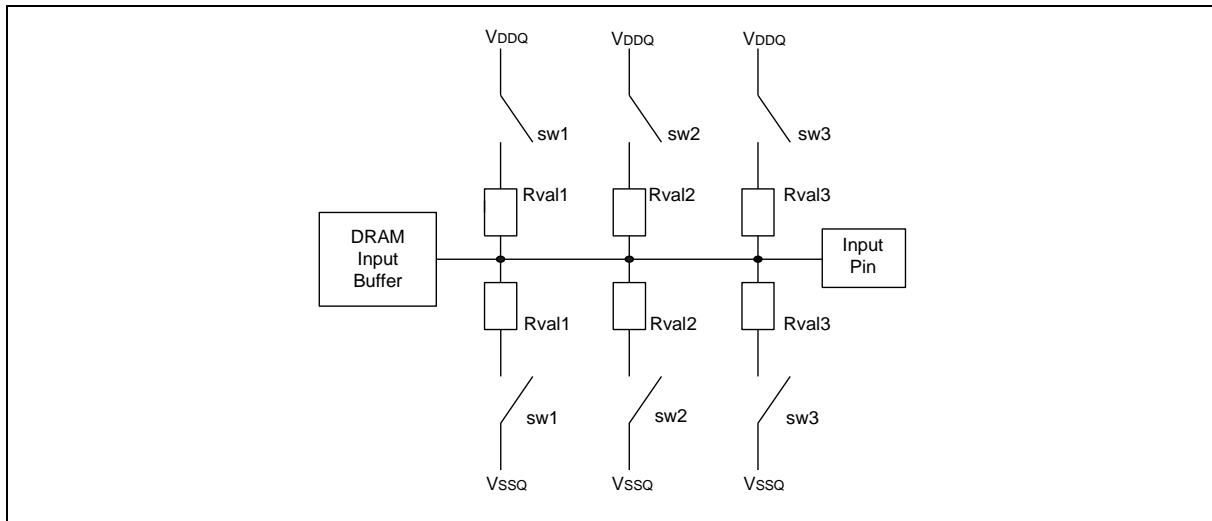 VDDQ VDDQ VDDQ
sw1 sw2 sw3
Rval1 Rval2 Rval3
DRAM
Input
Buffer
Input
Pin
Rval1 Rval2 Rval3
sw1 sw2 sw3
VSSQ VSSQ VSSQ